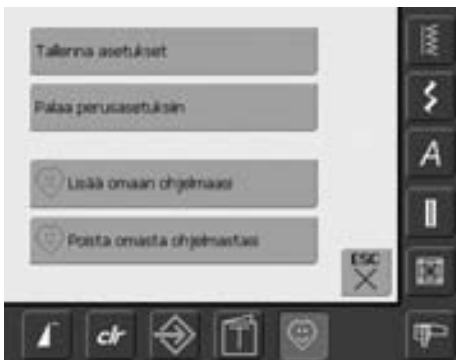 Tallenna asetukset
Palaa perusasetuksiin
Lisää omaan ohjelmaasi
Poista omasta ohjelmastasi
ESC
A
clr